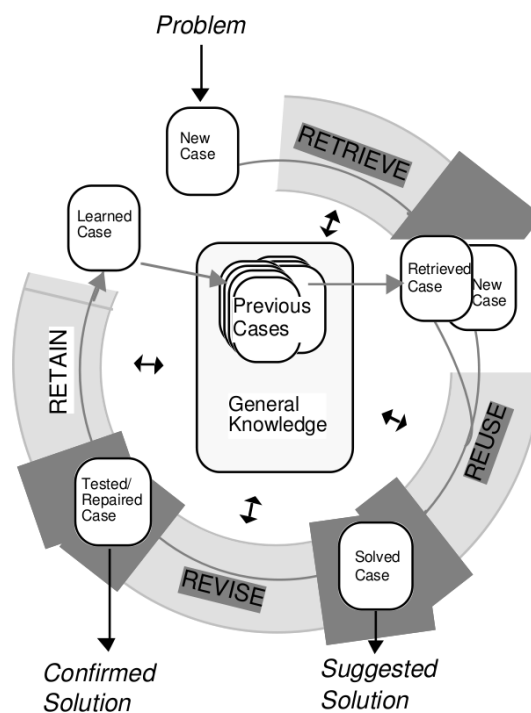 Problem
New
Case
RETRIEVE
Learned
Case
Retrieved
Case
New
Case
Previous
Cases
General
Knowledge
RETAIN
REUSE
Tested/
Repaired
Case
REVISE
Solved
Case
Confirmed
Solution
Suggested
Solution